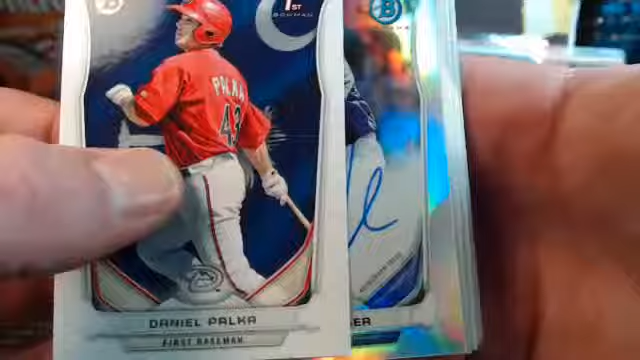 1ST
BOWMAN
B
B
PALKA
43
DANIEL PALKA
FIRST BASEMAN
ER